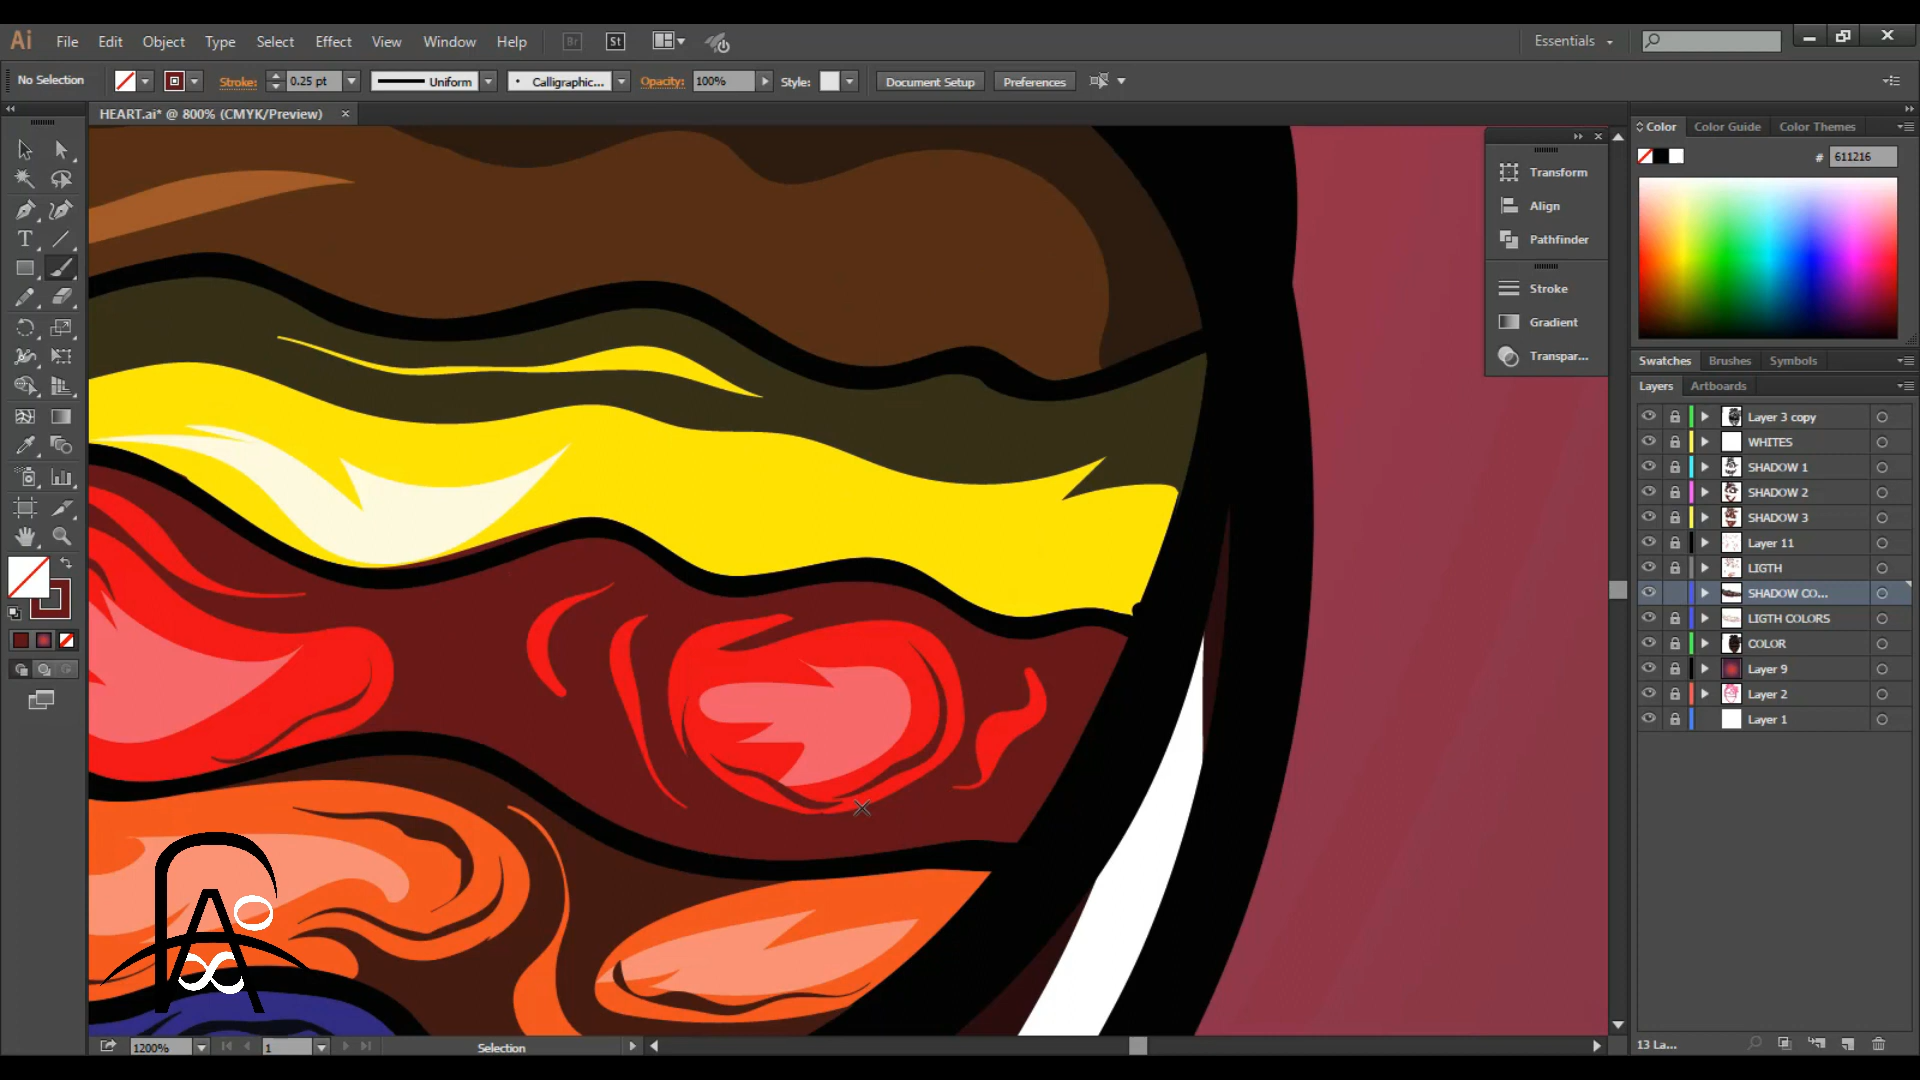 Ai File Edit Object Type Select Effect View Window Help Br St Essentials
No Selection Stroke: 0.25 pt Uniform Calligraphic... Opacity: 100% Style: Document Setup Preferences
HEART.ai* @ 800% (CMYK/Preview)
Color Color Guide Color Themes
# 611216
Transform
Align
Pathfinder
Stroke
Gradient
Transpar...
Swatches Brushes Symbols
Layers Artboards
Layer 3 copy
WHITES
SHADOW 1
SHADOW 2
SHADOW 3
Layer 11
LIGTH
SHADOW CO...
LIGTH COLORS
COLOR
Layer 9
Layer 2
Layer 1
1200% 1 Selection
13 La...